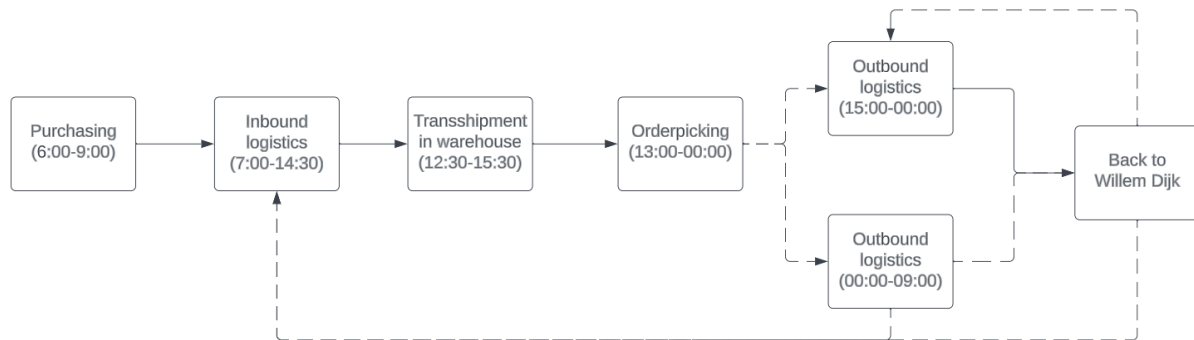 Purchasing
(6:00-9:00)
Inbound
logistics
(7:00-14:30)
Transshipment
in warehouse
(12:30-15:30)
Orderpicking
(13:00-00:00)
Outbound
logistics
(15:00-00:00)
Outbound
logistics
(00:00-09:00)
Back to
Willem Dijk